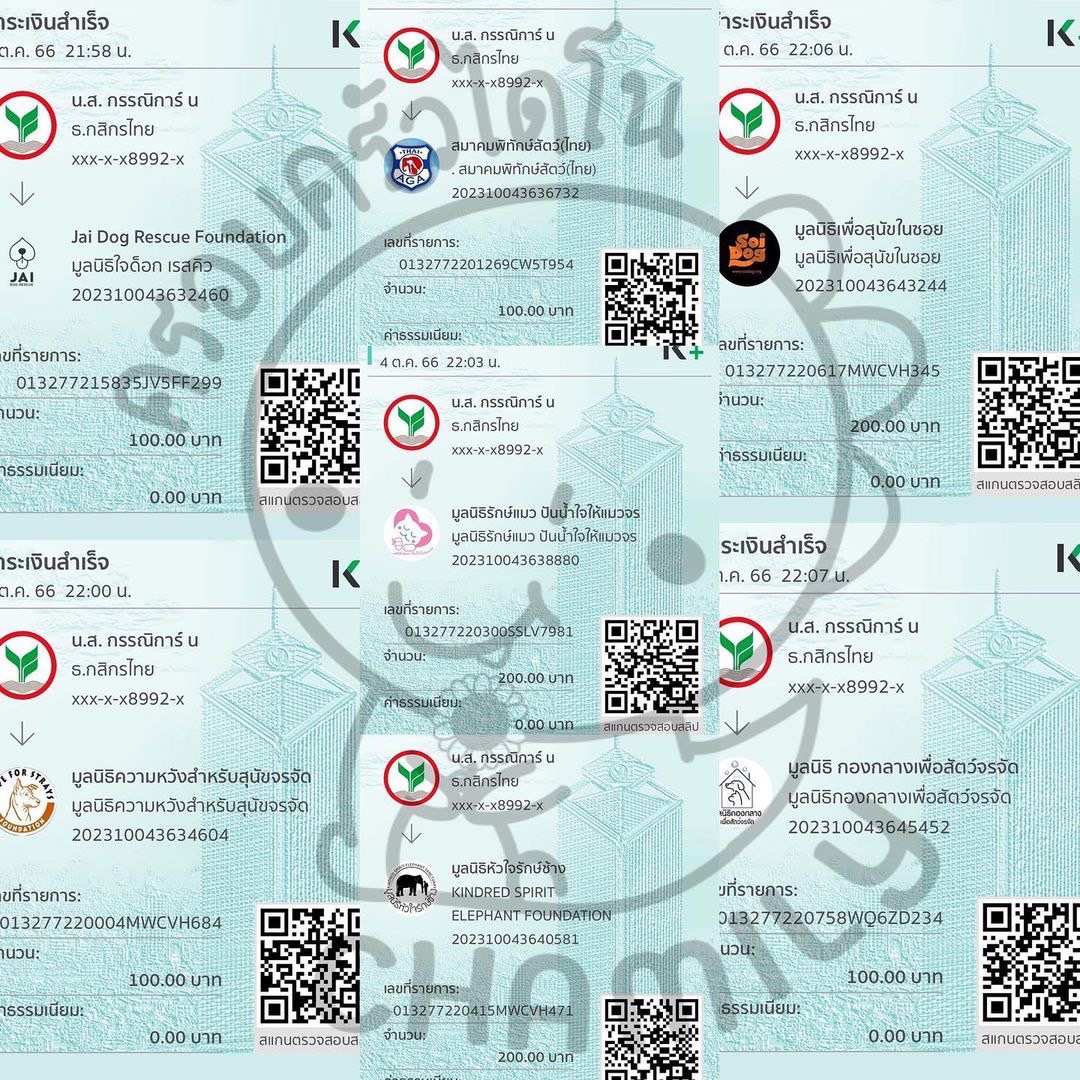 ำระเงินสำเร็จ
ต.ค. 66 21:58 น.
K
น.ส. กรรณิการ์ น
ธ.กสิกรไทย
xxx-x-x8992-x
JAI
DOG RESCUE
Jai Dog Rescue Foundation
มูลนิธิใจด็อก เรสคิว
202310043632460
ลขที่รายการ:
013277215835JV5FF299
ำนวน:
100.00 บาท
่าธรรมเนียม:
0.00 บาท
สแกนตรวจสอบสลิ
ำระเงินสำเร็จ
ต.ค. 66 22:00 น.
K
น.ส. กรรณิการ์ น
ธ.กสิกรไทย
xxx-x-x8992-x
E FOR STRAYS
FOUNDATION
มูลนิธิความหวังสำหรับสุนัขจรจัด
มูลนิธิความหวังสำหรับสุนัขจรจัด
202310043634604
ลขที่รายการ:
013277220004MWCVH684
ำนวน:
100.00 บาท
่าธรรมเนียม:
0.00 บาท
สแกนตรวจสอบสลิ
น.ส. กรรณิการ์ น
ธ.กสิกรไทย
xxx-x-x8992-x
THAI
AGA
สมาคมพิทักษ์สัตว์(ไทย)
. สมาคมพิทักษ์สัตว์(ไทย)
202310043636732
เลขที่รายการ:
013277220126​9CW5T954
จำนวน:
100.00 บาท
ค่าธรรมเนียม:
K+
4 ต.ค. 66 22:03 น.
น.ส. กรรณิการ์ น
ธ.กสิกรไทย
xxx-x-x8992-x
มูลนิธิรักษ์แมว ปันน้ำใจให้แมวจร
มูลนิธิรักษ์แมว ปันน้ำใจให้แมวจร
202310043638880
เลขที่รายการ:
013277220300SSLV7981
จำนวน:
200.00 บาท
ค่าธรรมเนียม:
0.00 บาท
สแกนตรวจสอบสลิป
น.ส. กรรณิการ์ น
ธ.กสิกรไทย
xxx-x-x8992-x
มูลนิธิหัวใจรักษ์ช้าง
มูลนิธิหัวใจรักษ์ช้าง
KINDRED SPIRIT
ELEPHANT FOUNDATION
202310043640581
เลขที่รายการ:
013277220415MWCVH471
จำนวน:
200.00 บาท
ำระเงินสำเร็จ
ต.ค. 66 22:06 น.
K
น.ส. กรรณิการ์ น
ธ.กสิกรไทย
xxx-x-x8992-x
Soi
Dog
www.soidog.org
มูลนิธิเพื่อสุนัขในซอย
มูลนิธิเพื่อสุนัขในซอย
202310043643244
ลขที่รายการ:
013277220617MWCVH345
จำนวน:
200.00 บาท
่าธรรมเนียม:
0.00 บาท
สแกนตรวจสอบสลิ
ระเงินสำเร็จ
ต.ค. 66 22:07 น.
K
น.ส. กรรณิการ์ น
ธ.กสิกรไทย
xxx-x-x8992-x
มูลนิธิ กองกลางเพื่อสัตว์จรจัด
มูลนิธิกองกลางเพื่อสัตว์จรจัด
202310043645452
ลขที่รายการ:
013277220758WQ6ZD234
ำนวน:
100.00 บาท
่าธรรมเนียม:
0.00 บาท
สแกนตรวจสอบสลิ
ครอบครัวไดโน
CHAMILY